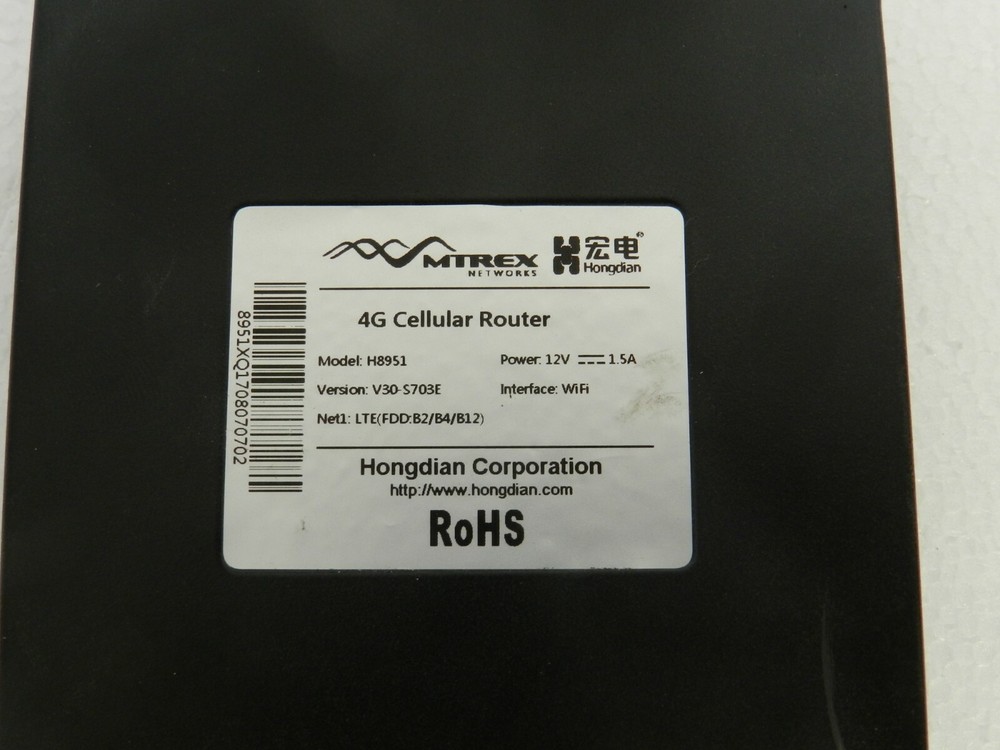 MTREX
NETWORKS
宏电®
Hongdian
4G Cellular Router
Model: H8951
Power: 12V ⎓ 1.5A
Version: V30-S703E
Interface: WiFi
Net1: LTE(FDD:B2/B4/B12)
8951XQ1708070702
Hongdian Corporation
http://www.hongdian.com
RoHS